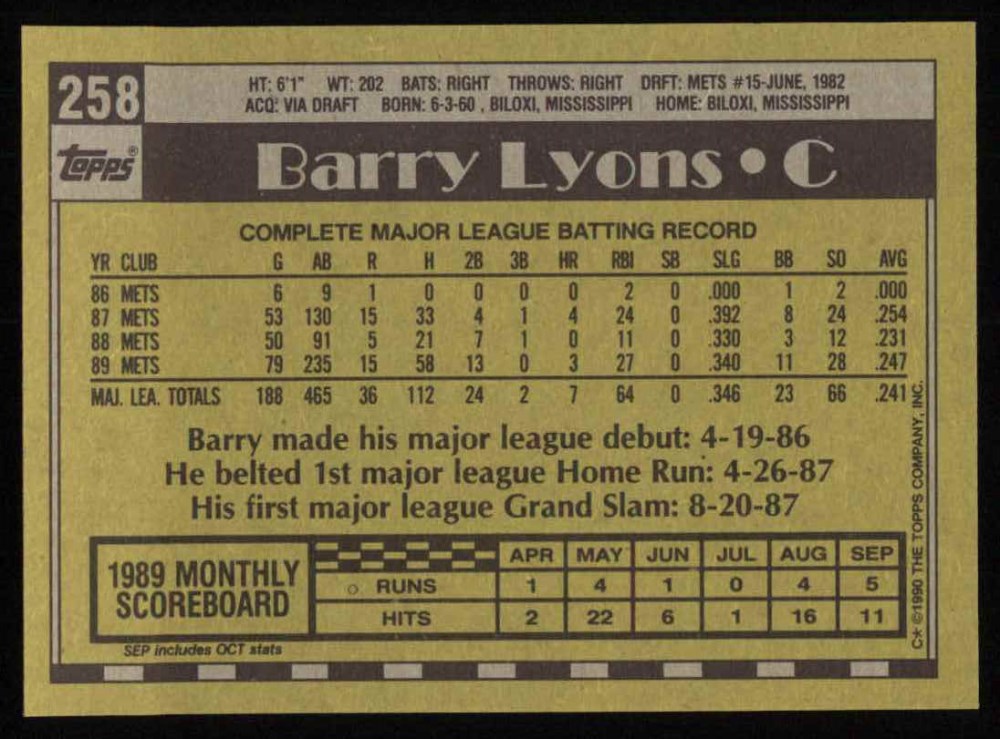 258
HT: 6'1" WT: 202 BATS: RIGHT THROWS: RIGHT DRFT: METS #15-JUNE, 1982
ACQ: VIA DRAFT BORN: 6-3-60 , BILOXI, MISSISSIPPI HOME: BILOXI, MISSISSIPPI
Topps®
Barry Lyons • C
COMPLETE MAJOR LEAGUE BATTING RECORD
YR CLUB G AB R H 2B 3B HR RBI SB SLG BB SO AVG
86 METS 6 9 1 0 0 0 0 2 0 .000 1 2 .000
87 METS 53 130 15 33 4 1 4 24 0 .392 8 24 .254
88 METS 50 91 5 21 7 1 0 11 0 .330 3 12 .231
89 METS 79 235 15 58 13 0 3 27 0 .340 11 28 .247
MAJ. LEA. TOTALS 188 465 36 112 24 2 7 64 0 .346 23 66 .241
Barry made his major league debut: 4-19-86
He belted 1st major league Home Run: 4-26-87
His first major league Grand Slam: 8-20-87
1989 MONTHLY
SCOREBOARD
APR MAY JUN JUL AUG SEP
RUNS 1 4 1 0 4 5
HITS 2 22 6 1 16 11
SEP includes OCT stats
C* ©1990 THE TOPPS COMPANY, INC.